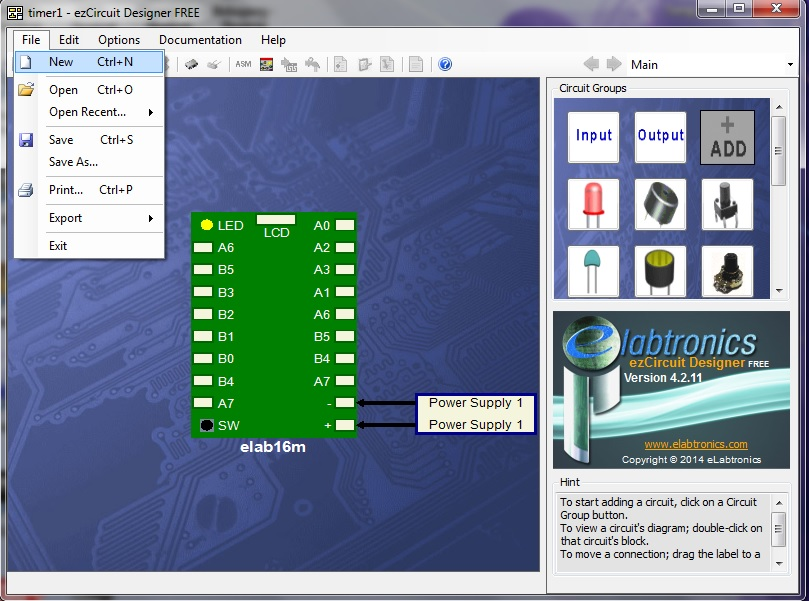 timer1 - ezCircuit Designer FREE
File Edit Options Documentation Help
New Ctrl+N
Open Ctrl+O
Open Recent...
Save Ctrl+S
Save As...
Print... Ctrl+P
Export
Exit
ASM
Main
LED LCD A0
A6 A2
B5 A3
B3 A1
B2 A6
B1 B5
B0 B4
B4 A7
A7 -
SW +
elab16m
Power Supply 1
Power Supply 1
Circuit Groups
Input Output + ADD
elabtronics
ezCircuit Designer FREE
Version 4.2.11
www.elabtronics.com
Copyright © 2014 eLabtronics
Hint
To start adding a circuit, click on a Circuit
Group button.
To view a circuit's diagram; double-click on
that circuit's block.
To move a connection; drag the label to a